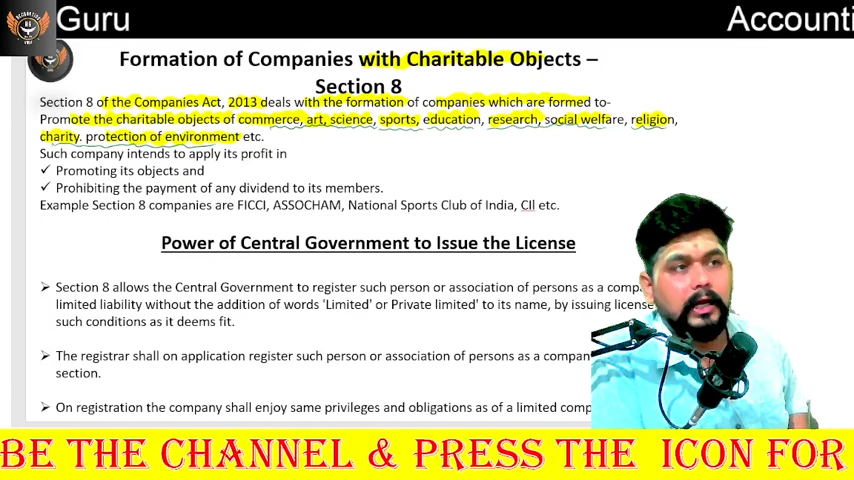 Guru
Accounti
Formation of Companies with Charitable Objects –
Section 8
Section 8 of the Companies Act, 2013 deals with the formation of companies which are formed to-
Promote the charitable objects of commerce, art, science, sports, education, research, social welfare, religion,
charity. protection of environment etc.
Such company intends to apply its profit in
✓ Promoting its objects and
✓ Prohibiting the payment of any dividend to its members.
Example Section 8 companies are FICCI, ASSOCHAM, National Sports Club of India, CII etc.
Power of Central Government to Issue the License
➢ Section 8 allows the Central Government to register such person or association of persons as a compa
limited liability without the addition of words 'Limited' or Private limited' to its name, by issuing license
such conditions as it deems fit.
➢ The registrar shall on application register such person or association of persons as a compan
section.
➢ On registration the company shall enjoy same privileges and obligations as of a limited comp
BE THE CHANNEL & PRESS THE ICON FOR